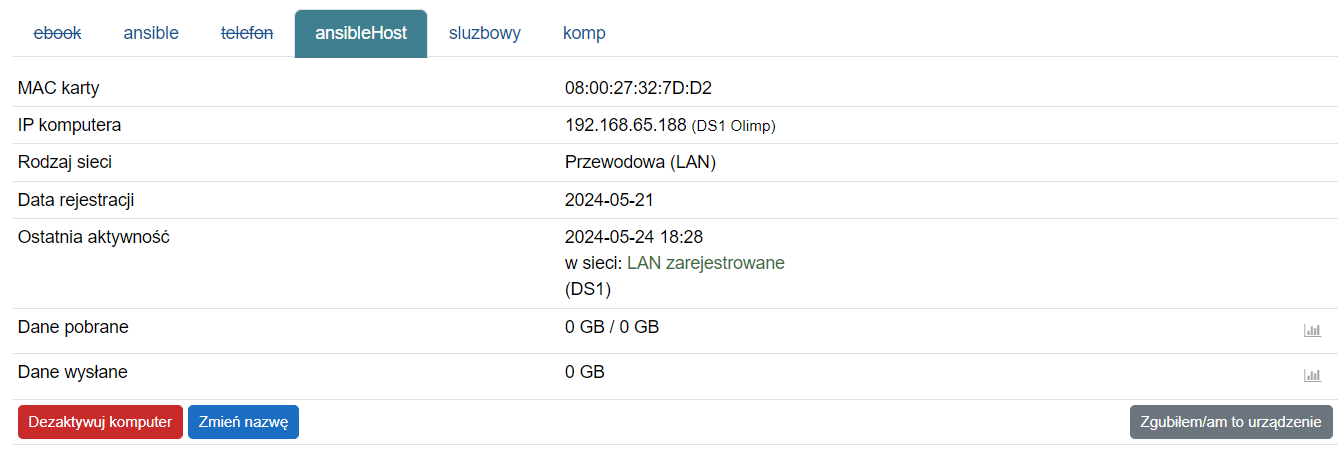 ebook ansible telefon ansibleHost sluzbowy komp
MAC karty 08:00:27:32:7D:D2
IP komputera 192.168.65.188 (DS1 Olimp)
Rodzaj sieci Przewodowa (LAN)
Data rejestracji 2024-05-21
Ostatnia aktywność 2024-05-24 18:28
w sieci: LAN zarejestrowane
(DS1)
Dane pobrane 0 GB / 0 GB
Dane wysłane 0 GB
Dezaktywuj komputer Zmień nazwę Zgubiłem/am to urządzenie